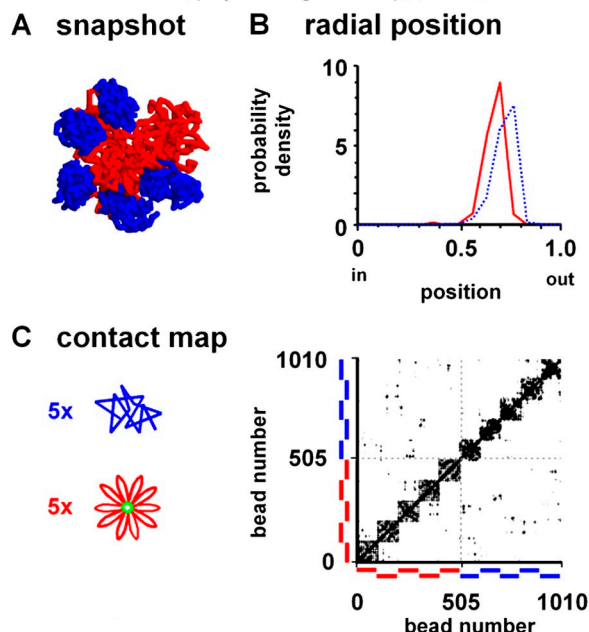 A snapshot
B radial position
probability
density
10
5
0
0 0.5 1.0
in out
position
C contact map
5x
5x
bead number
1010
505
0
0 505 1010
bead number